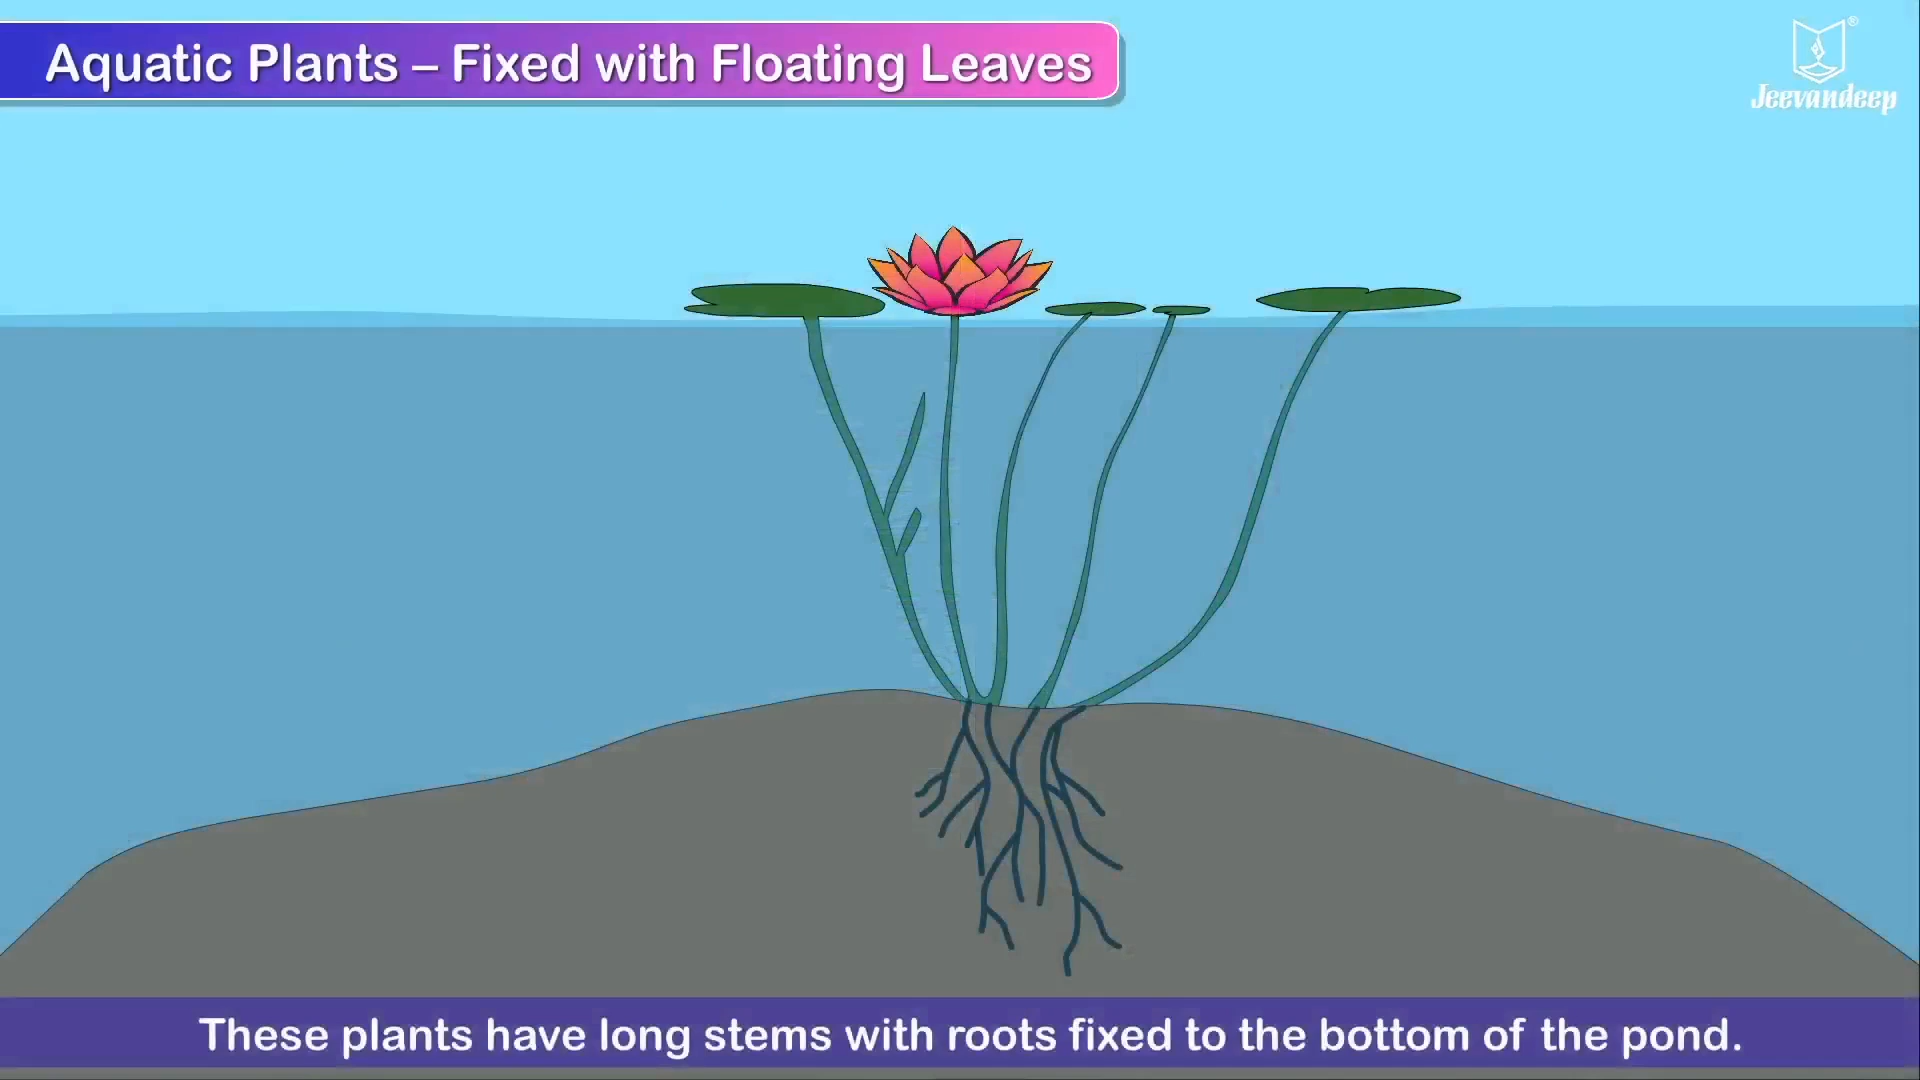 Aquatic Plants – Fixed with Floating Leaves
®
Jeevandeep
These plants have long stems with roots fixed to the bottom of the pond.